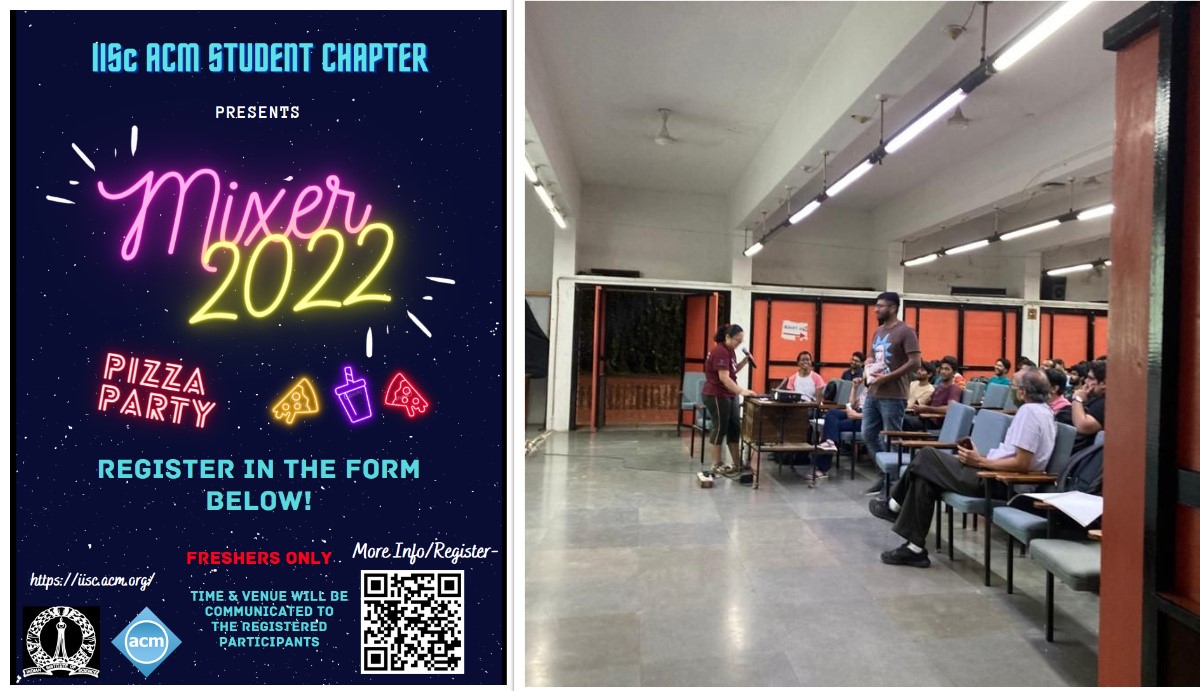 IISc ACM STUDENT CHAPTER
PRESENTS
Mixer
2022
PIZZA
PARTY
REGISTER IN THE FORM
BELOW!
FRESHERS ONLY
More Info/Register-
https://iisc.acm.org/
TIME & VENUE WILL BE
COMMUNICATED TO
THE REGISTERED
PARTICIPANTS
acm